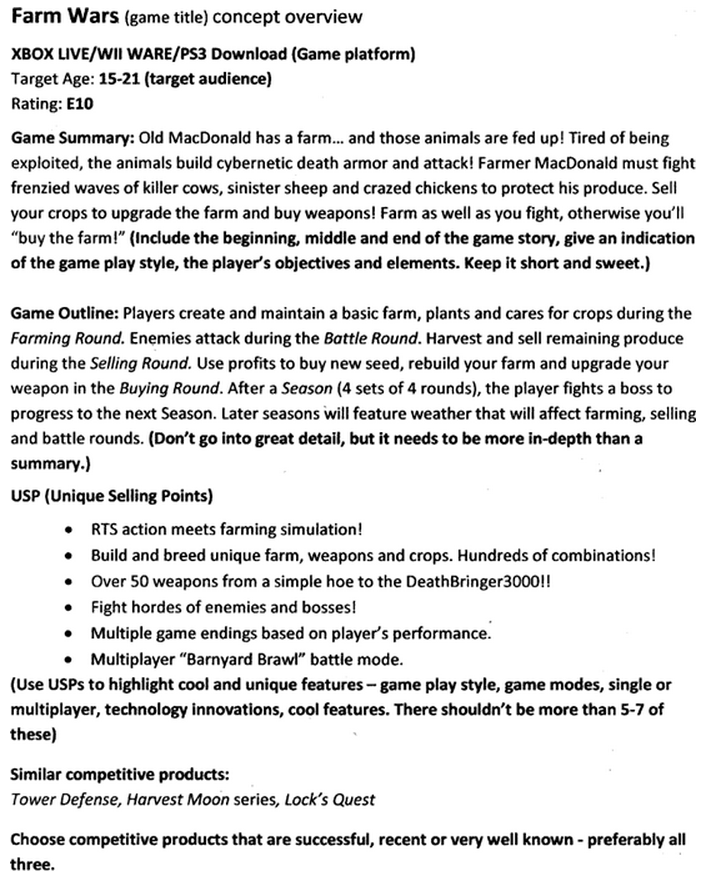 Farm Wars (game title) concept overview
XBOX LIVE/WII WARE/PS3 Download (Game platform)
Target Age: 15-21 (target audience)
Rating: E10
Game Summary: Old MacDonald has a farm... and those animals are fed up! Tired of being
exploited, the animals build cybernetic death armor and attack! Farmer MacDonald must fight
frenzied waves of killer cows, sinister sheep and crazed chickens to protect his produce. Sell
your crops to upgrade the farm and buy weapons! Farm as well as you fight, otherwise you'll
"buy the farm!" (Include the beginning, middle and end of the game story, give an indication
of the game play style, the player's objectives and elements. Keep it short and sweet.)
Game Outline: Players create and maintain a basic farm, plants and cares for crops during the
Farming Round. Enemies attack during the Battle Round. Harvest and sell remaining produce
during the Selling Round. Use profits to buy new seed, rebuild your farm and upgrade your
weapon in the Buying Round. After a Season (4 sets of 4 rounds), the player fights a boss to
progress to the next Season. Later seasons will feature weather that will affect farming, selling
and battle rounds. (Don't go into great detail, but it needs to be more in-depth than a
summary.)
USP (Unique Selling Points)
• RTS action meets farming simulation!
• Build and breed unique farm, weapons and crops. Hundreds of combinations!
• Over 50 weapons from a simple hoe to the DeathBringer3000!!
• Fight hordes of enemies and bosses!
• Multiple game endings based on player's performance.
• Multiplayer "Barnyard Brawl" battle mode.
(Use USPs to highlight cool and unique features – game play style, game modes, single or
multiplayer, technology innovations, cool features. There shouldn't be more than 5-7 of
these)
Similar competitive products:
Tower Defense, Harvest Moon series, Lock's Quest
Choose competitive products that are successful, recent or very well known - preferably all
three.